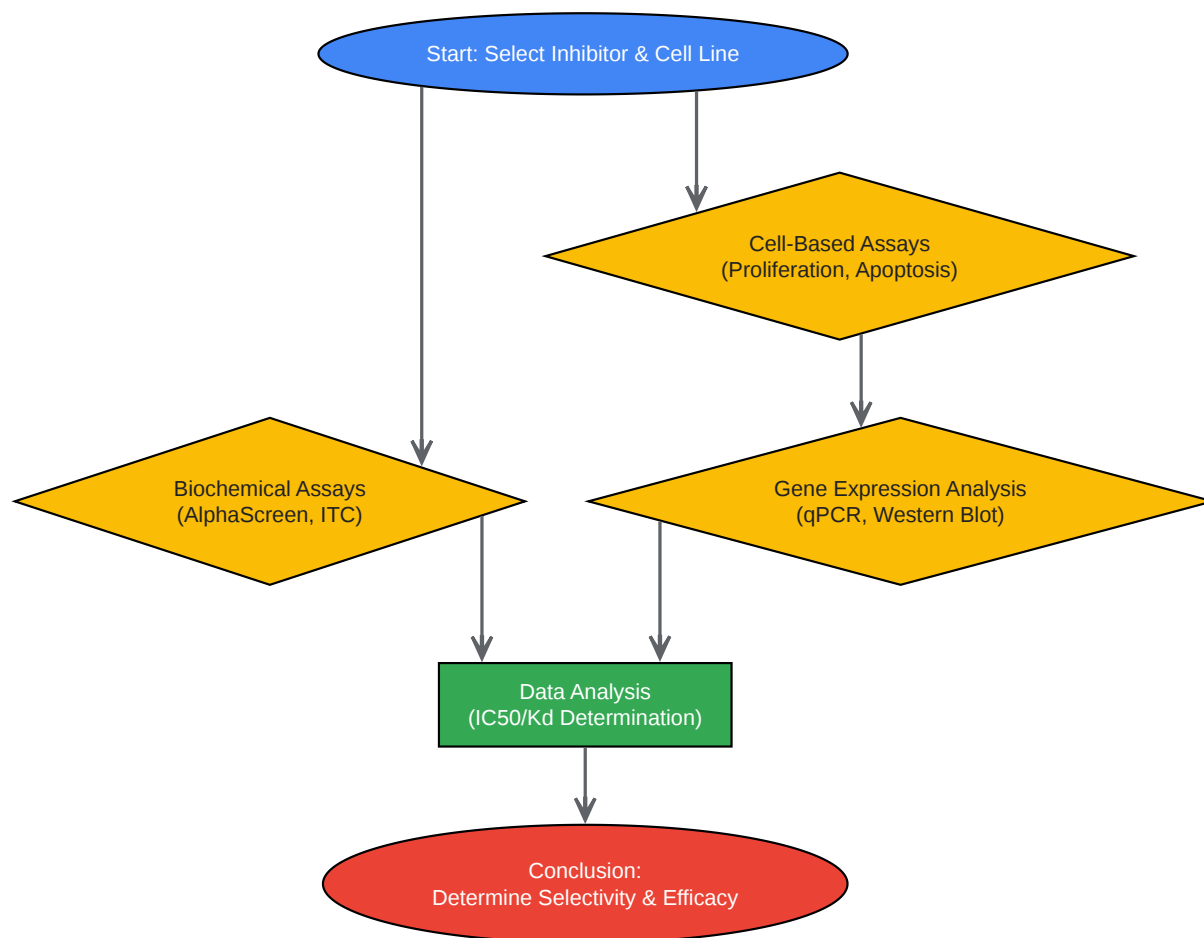 Start: Select Inhibitor & Cell Line
Cell-Based Assays
(Proliferation, Apoptosis)
Biochemical Assays
(AlphaScreen, ITC)
Gene Expression Analysis
(qPCR, Western Blot)
Data Analysis
(IC50/Kd Determination)
Conclusion:
Determine Selectivity & Efficacy